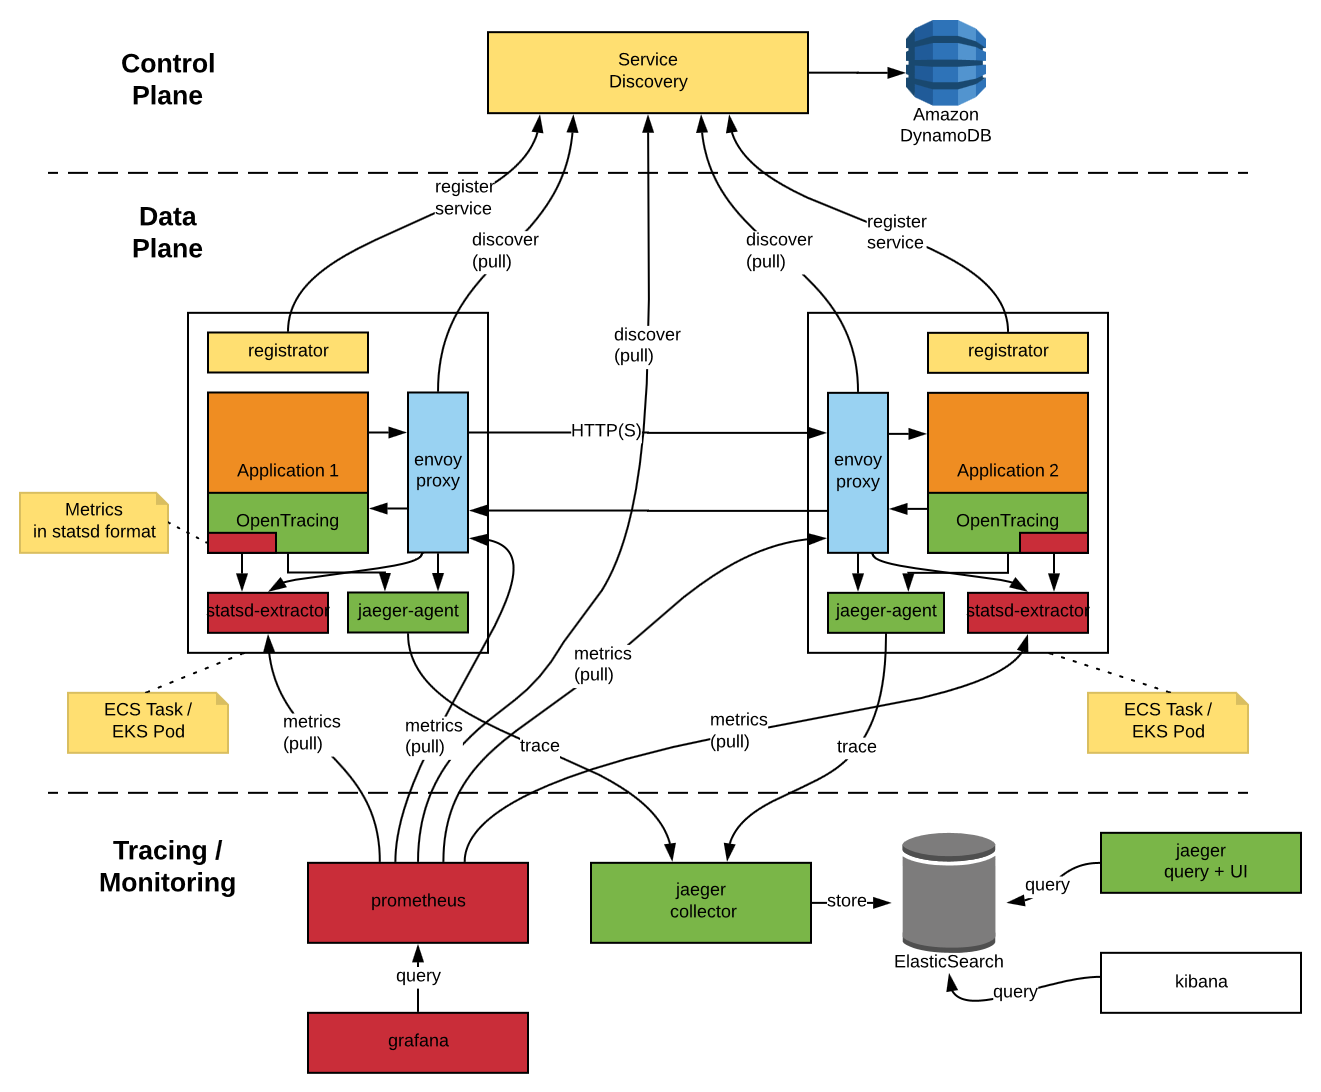 Control
Plane
Service
Discovery
Amazon
DynamoDB
Data
Plane
register
service
discover
(pull)
discover
(pull)
register
service
discover
(pull)
registrator
registrator
Application 1
envoy
proxy
HTTP(S)
envoy
proxy
Application 2
Metrics
in statsd format
OpenTracing
OpenTracing
statsd-extractor
jaeger-agent
jaeger-agent
statsd-extractor
ECS Task /
EKS Pod
metrics
(pull)
metrics
(pull)
trace
metrics
(pull)
metrics
(pull)
trace
ECS Task /
EKS Pod
Tracing /
Monitoring
prometheus
jaeger
collector
store
ElasticSearch
query
jaeger
query + UI
query
kibana
query
grafana